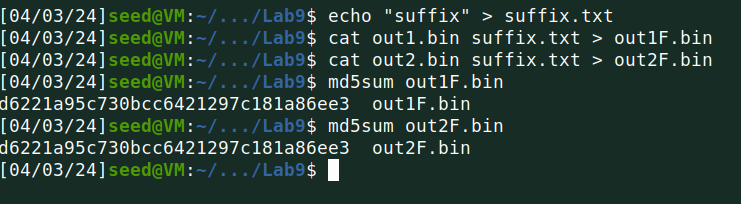 [04/03/24]seed@VM:~/.../Lab9$ echo "suffix" > suffix.txt
[04/03/24]seed@VM:~/.../Lab9$ cat out1.bin suffix.txt > out1F.bin
[04/03/24]seed@VM:~/.../Lab9$ cat out2.bin suffix.txt > out2F.bin
[04/03/24]seed@VM:~/.../Lab9$ md5sum out1F.bin
d6221a95c730bcc6421297c181a86ee3  out1F.bin
[04/03/24]seed@VM:~/.../Lab9$ md5sum out2F.bin
d6221a95c730bcc6421297c181a86ee3  out2F.bin
[04/03/24]seed@VM:~/.../Lab9$